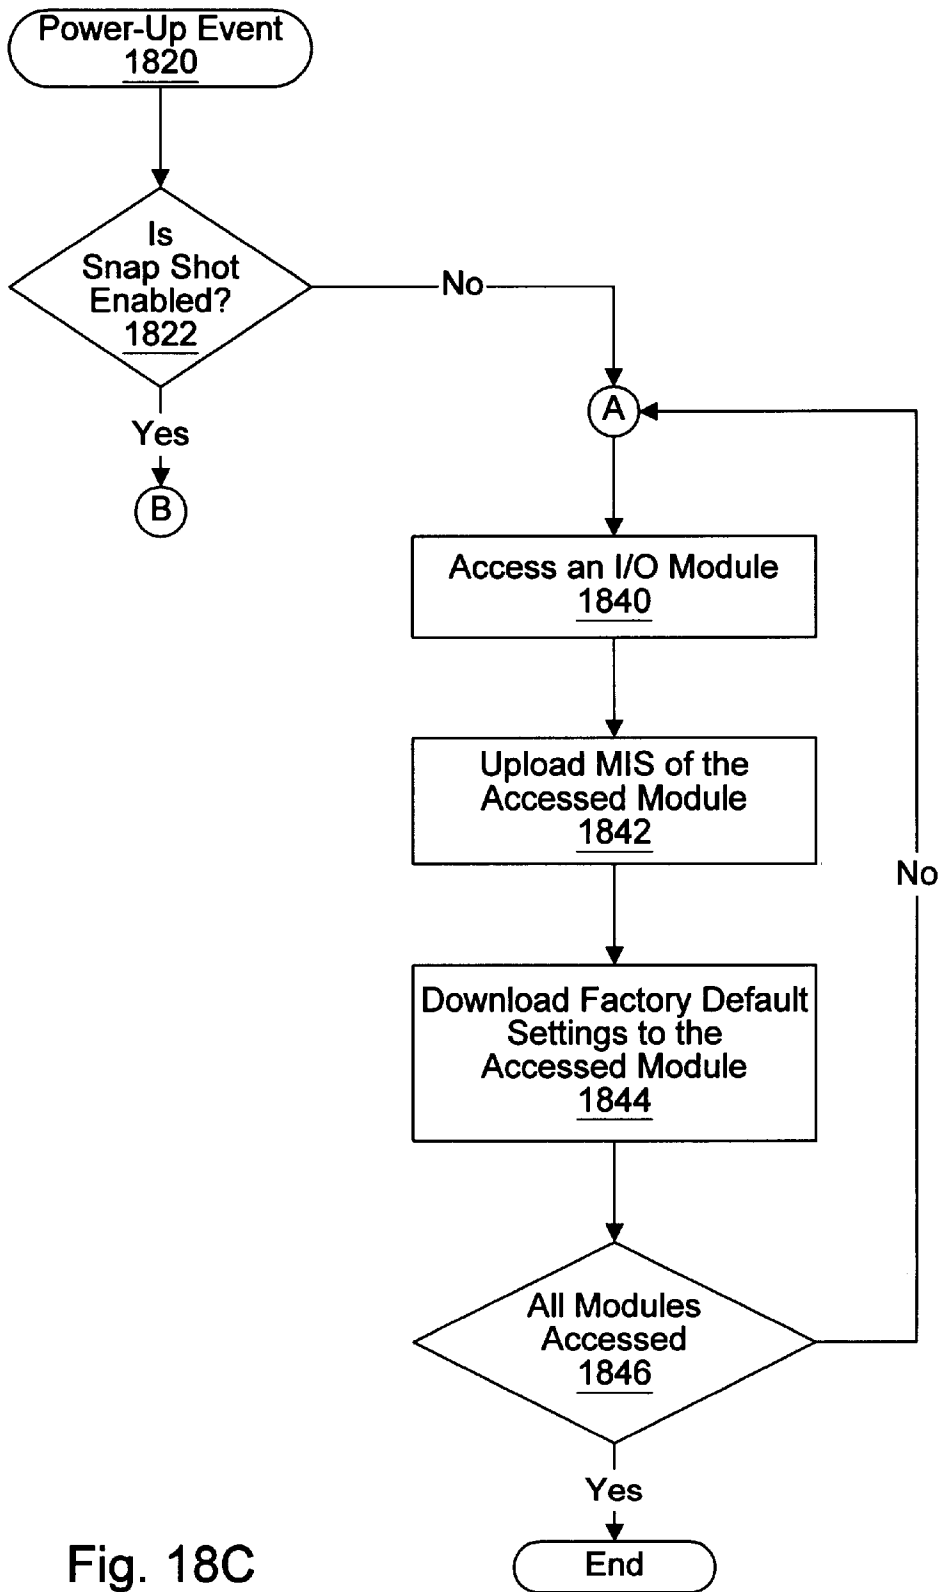 Power-Up Event
1820
Is
Snap Shot
Enabled?
1822
No
Yes
A
B
Access an I/O Module
1840
Upload MIS of the
Accessed Module
1842
No
Download Factory Default
Settings to the
Accessed Module
1844
All Modules
Accessed
1846
Yes
End
Fig. 18C